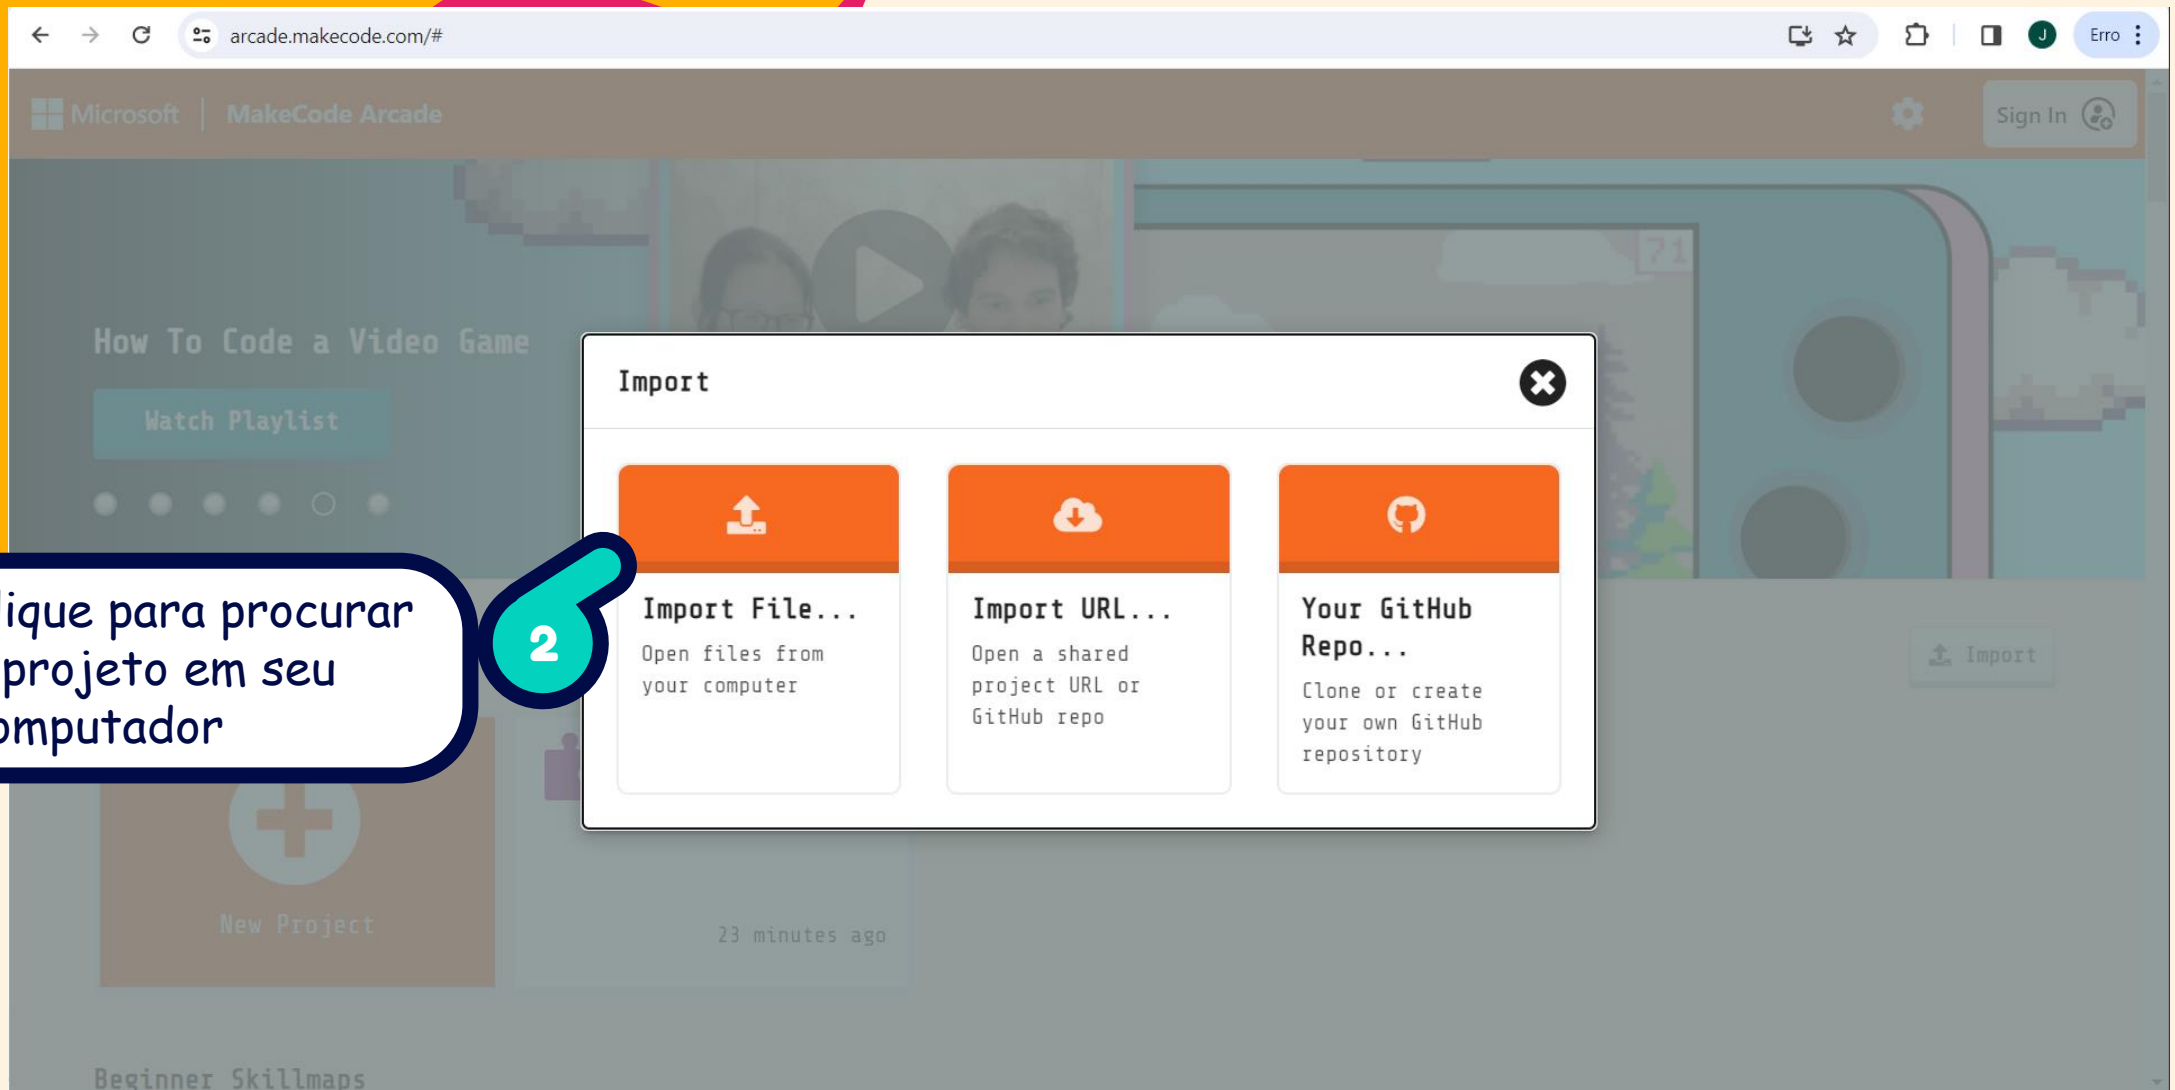 arcade.makecode.com/#
J
Erro
Microsoft | MakeCode Arcade
Sign In
71
How To Code a Video Game
Watch Playlist
Import
Import File...
Open files from
your computer
Import URL...
Open a shared
project URL or
GitHub repo
Your GitHub
Repo...
Clone or create
your own GitHub
repository
lique para procurar
projeto em seu
omputador
2
Import
New Project
23 minutes ago
Beginner Skillmaps